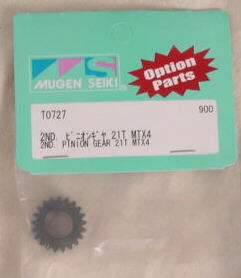 MUGEN SEIKI
Option
Parts
T0727 900
2ND. ピニオンギヤ 21T MTX4
2ND. PINION GEAR 21T MTX4